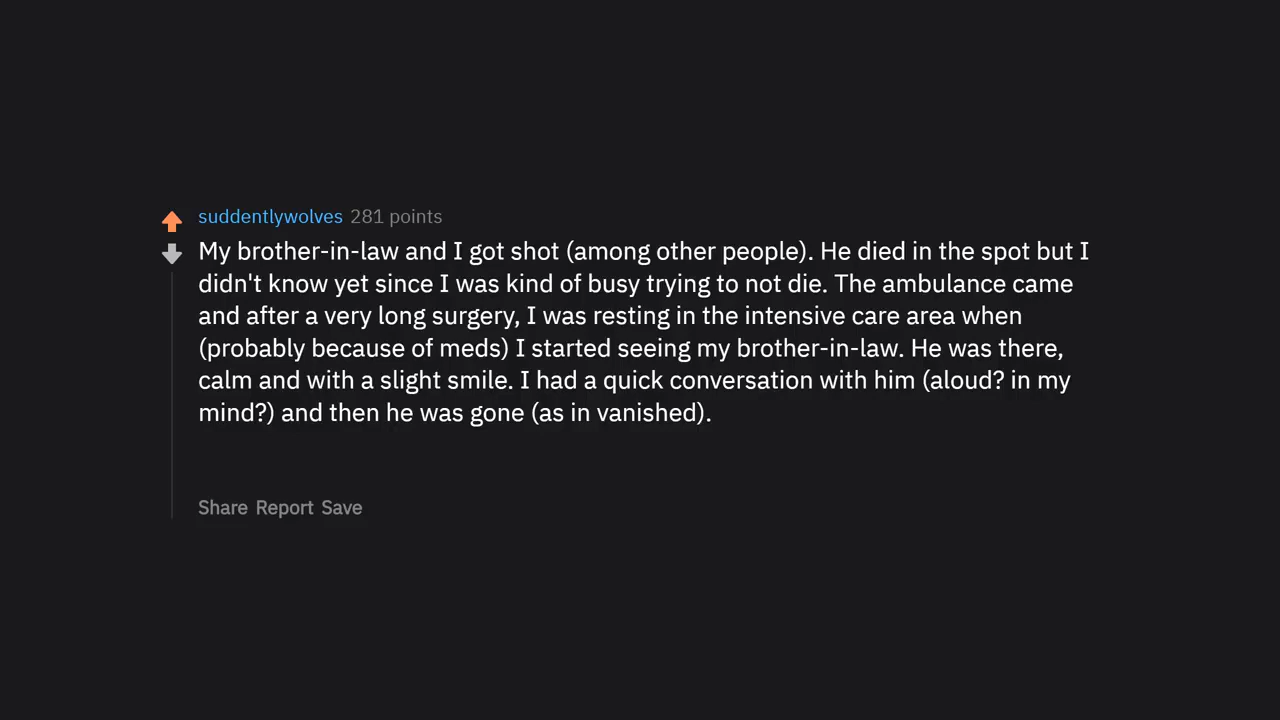 suddentlywolves 281 points
My brother-in-law and I got shot (among other people). He died in the spot but I
didn't know yet since I was kind of busy trying to not die. The ambulance came
and after a very long surgery, I was resting in the intensive care area when
(probably because of meds) I started seeing my brother-in-law. He was there,
calm and with a slight smile. I had a quick conversation with him (aloud? in my
mind?) and then he was gone (as in vanished).
Share Report Save